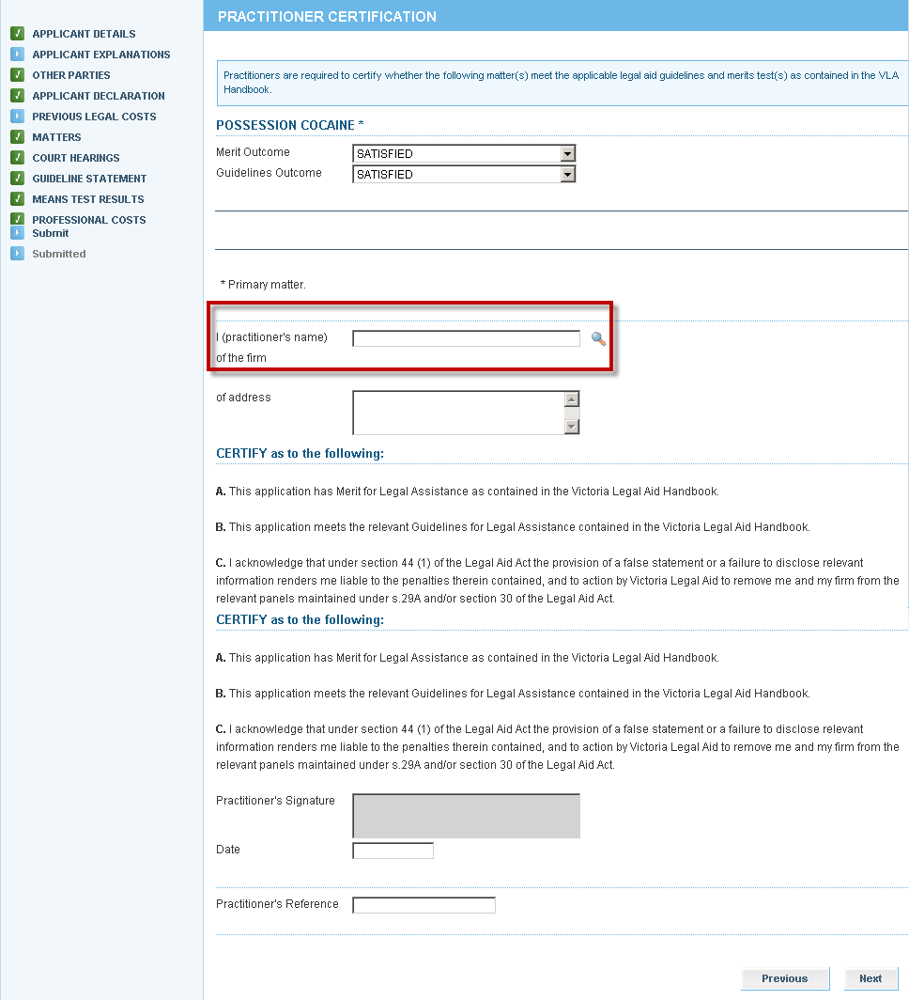 PRACTITIONER CERTIFICATION
APPLICANT DETAILS
APPLICANT EXPLANATIONS
OTHER PARTIES
APPLICANT DECLARATION
PREVIOUS LEGAL COSTS
MATTERS
COURT HEARINGS
GUIDELINE STATEMENT
MEANS TEST RESULTS
PROFESSIONAL COSTS
Submit
Submitted
Practitioners are required to certify whether the following matter(s) meet the applicable legal aid guidelines and merits test(s) as contained in the VLA
Handbook.
POSSESSION COCAINE *
Merit Outcome SATISFIED
Guidelines Outcome SATISFIED
* Primary matter.
I (practitioner's name)
of the firm
of address
CERTIFY as to the following:
A. This application has Merit for Legal Assistance as contained in the Victoria Legal Aid Handbook.
B. This application meets the relevant Guidelines for Legal Assistance contained in the Victoria Legal Aid Handbook.
C. I acknowledge that under section 44 (1) of the Legal Aid Act the provision of a false statement or a failure to disclose relevant
information renders me liable to the penalties therein contained, and to action by Victoria Legal Aid to remove me and my firm from the
relevant panels maintained under s.29A and/or section 30 of the Legal Aid Act.
CERTIFY as to the following:
A. This application has Merit for Legal Assistance as contained in the Victoria Legal Aid Handbook.
B. This application meets the relevant Guidelines for Legal Assistance contained in the Victoria Legal Aid Handbook.
C. I acknowledge that under section 44 (1) of the Legal Aid Act the provision of a false statement or a failure to disclose relevant
information renders me liable to the penalties therein contained, and to action by Victoria Legal Aid to remove me and my firm from the
relevant panels maintained under s.29A and/or section 30 of the Legal Aid Act.
Practitioner's Signature
Date
Practitioner's Reference
Previous Next